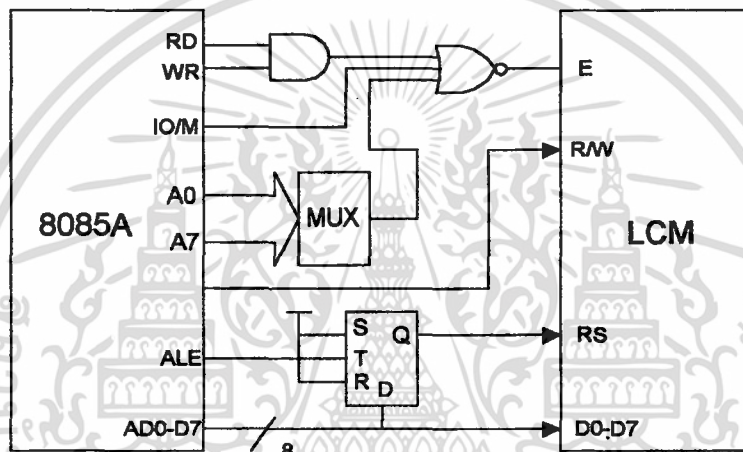 RD
WR
IO/M
A0
A7
8085A
MUX
ALE
AD0-D7
8
S
T
R
D
Q
E
R/W
LCM
RS
D0-D7